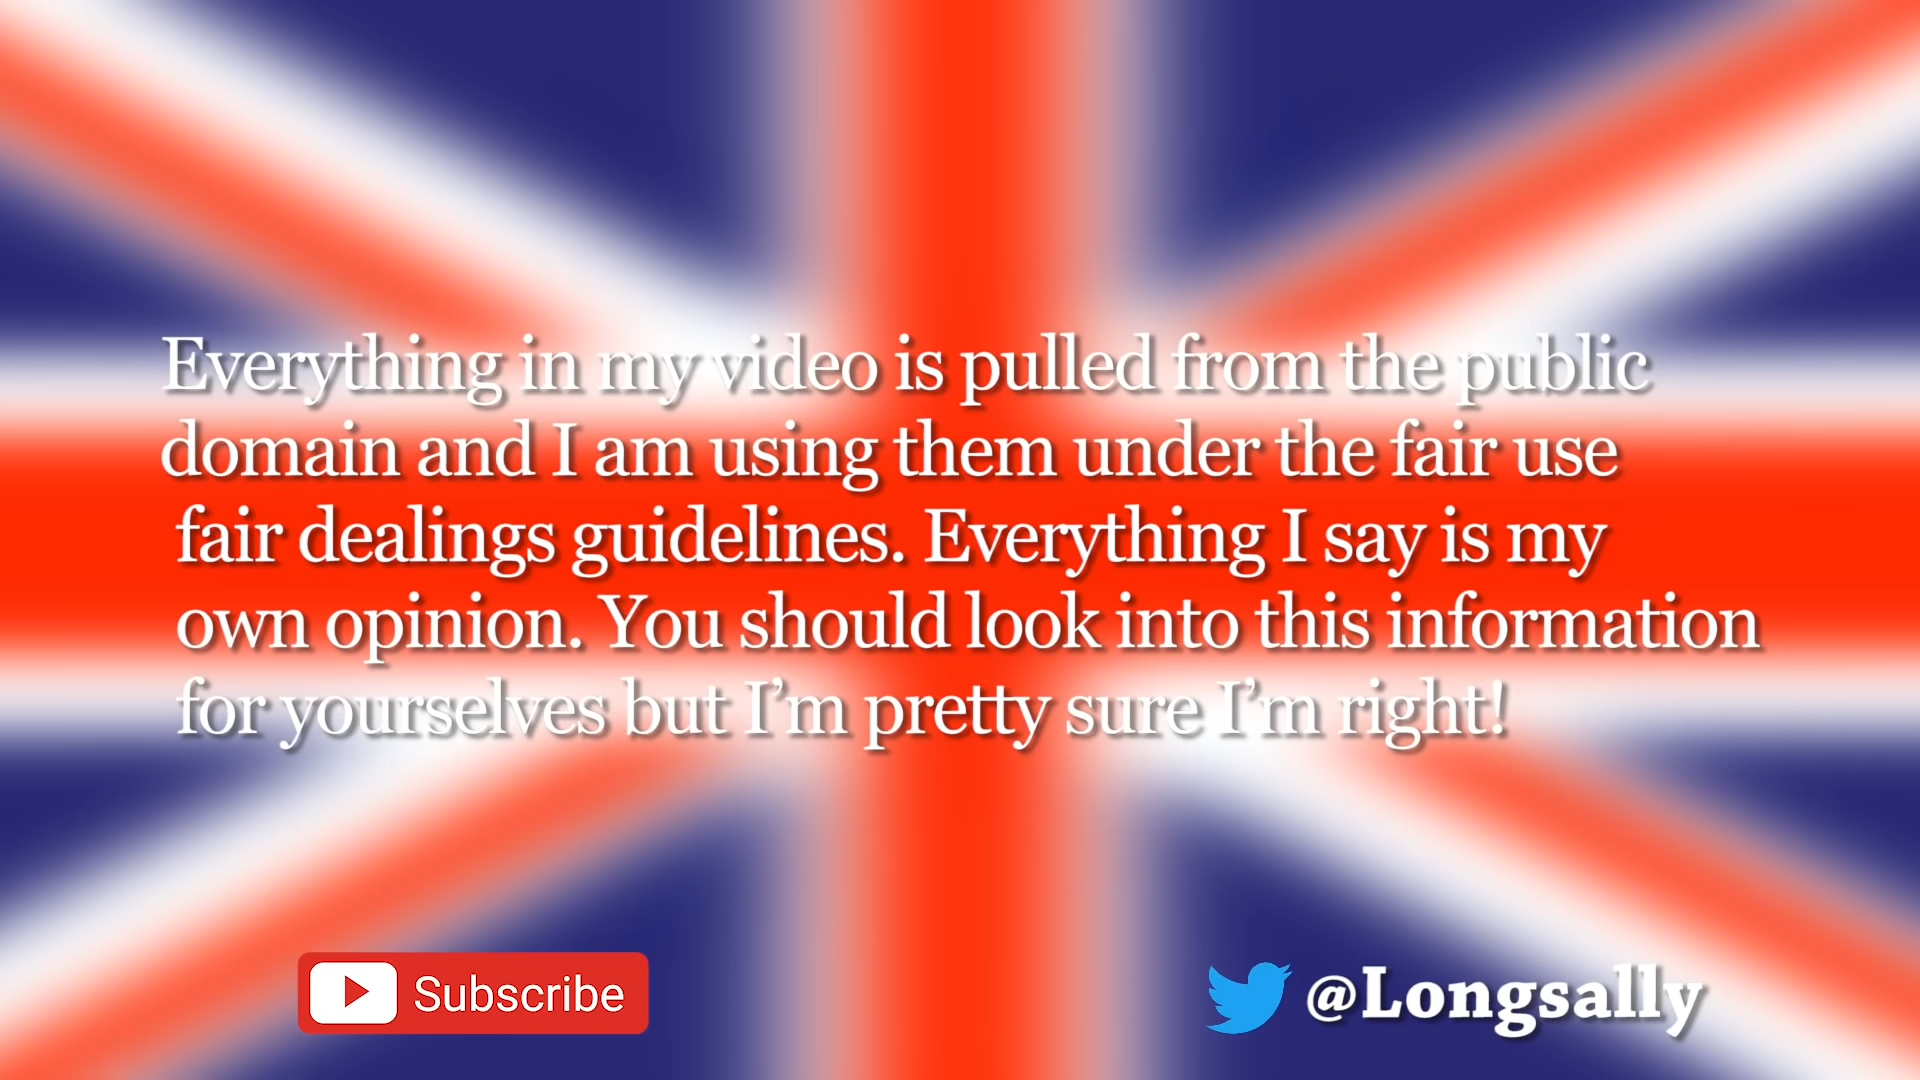 Everything in my video is pulled from the public
domain and I am using them under the fair use
fair dealings guidelines. Everything I say is my
own opinion. You should look into this information
for yourselves but I’m pretty sure I’m right!
Subscribe
@Longsally